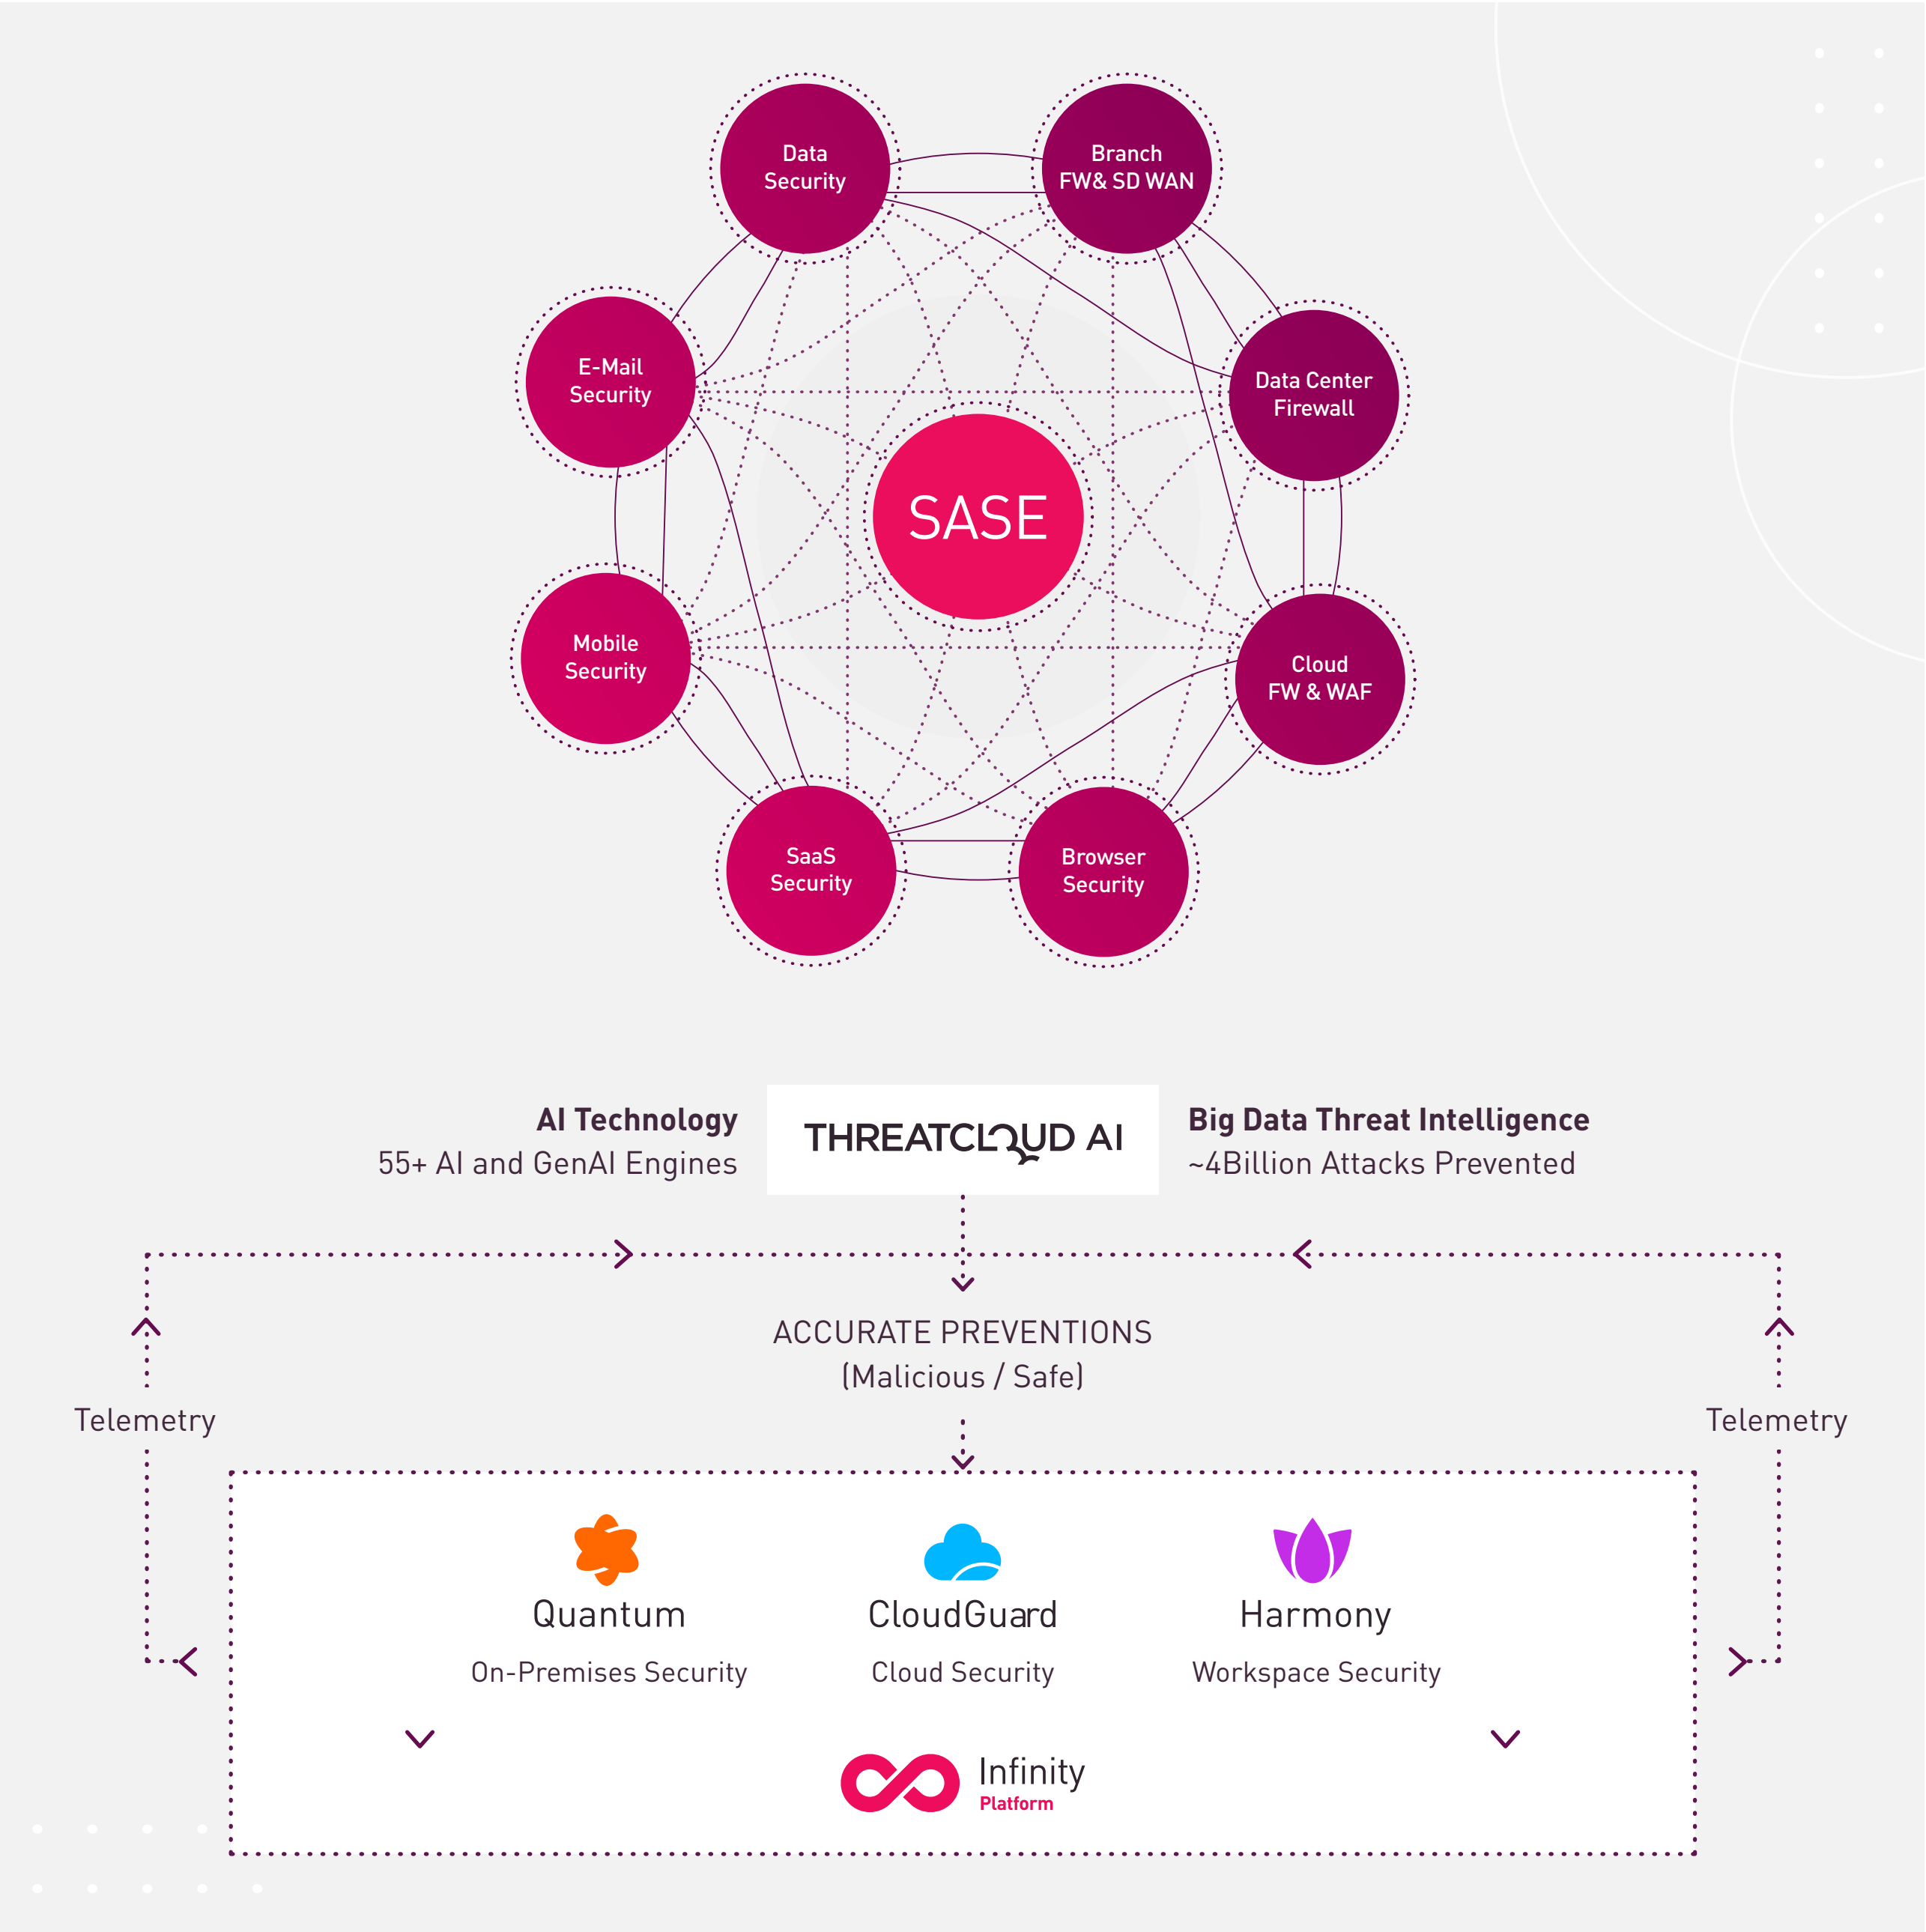 Data
Security
Branch
FW& SD WAN
E-Mail
Security
Data Center
Firewall
SASE
Mobile
Security
Cloud
FW & WAF
SaaS
Security
Browser
Security
AI Technology
55+ AI and GenAI Engines
THREATCLOUD AI
Big Data Threat Intelligence
~4Billion Attacks Prevented
ACCURATE PREVENTIONS
(Malicious / Safe)
Telemetry
Telemetry
Quantum
On-Premises Security
CloudGuard
Cloud Security
Harmony
Workspace Security
Infinity
Platform